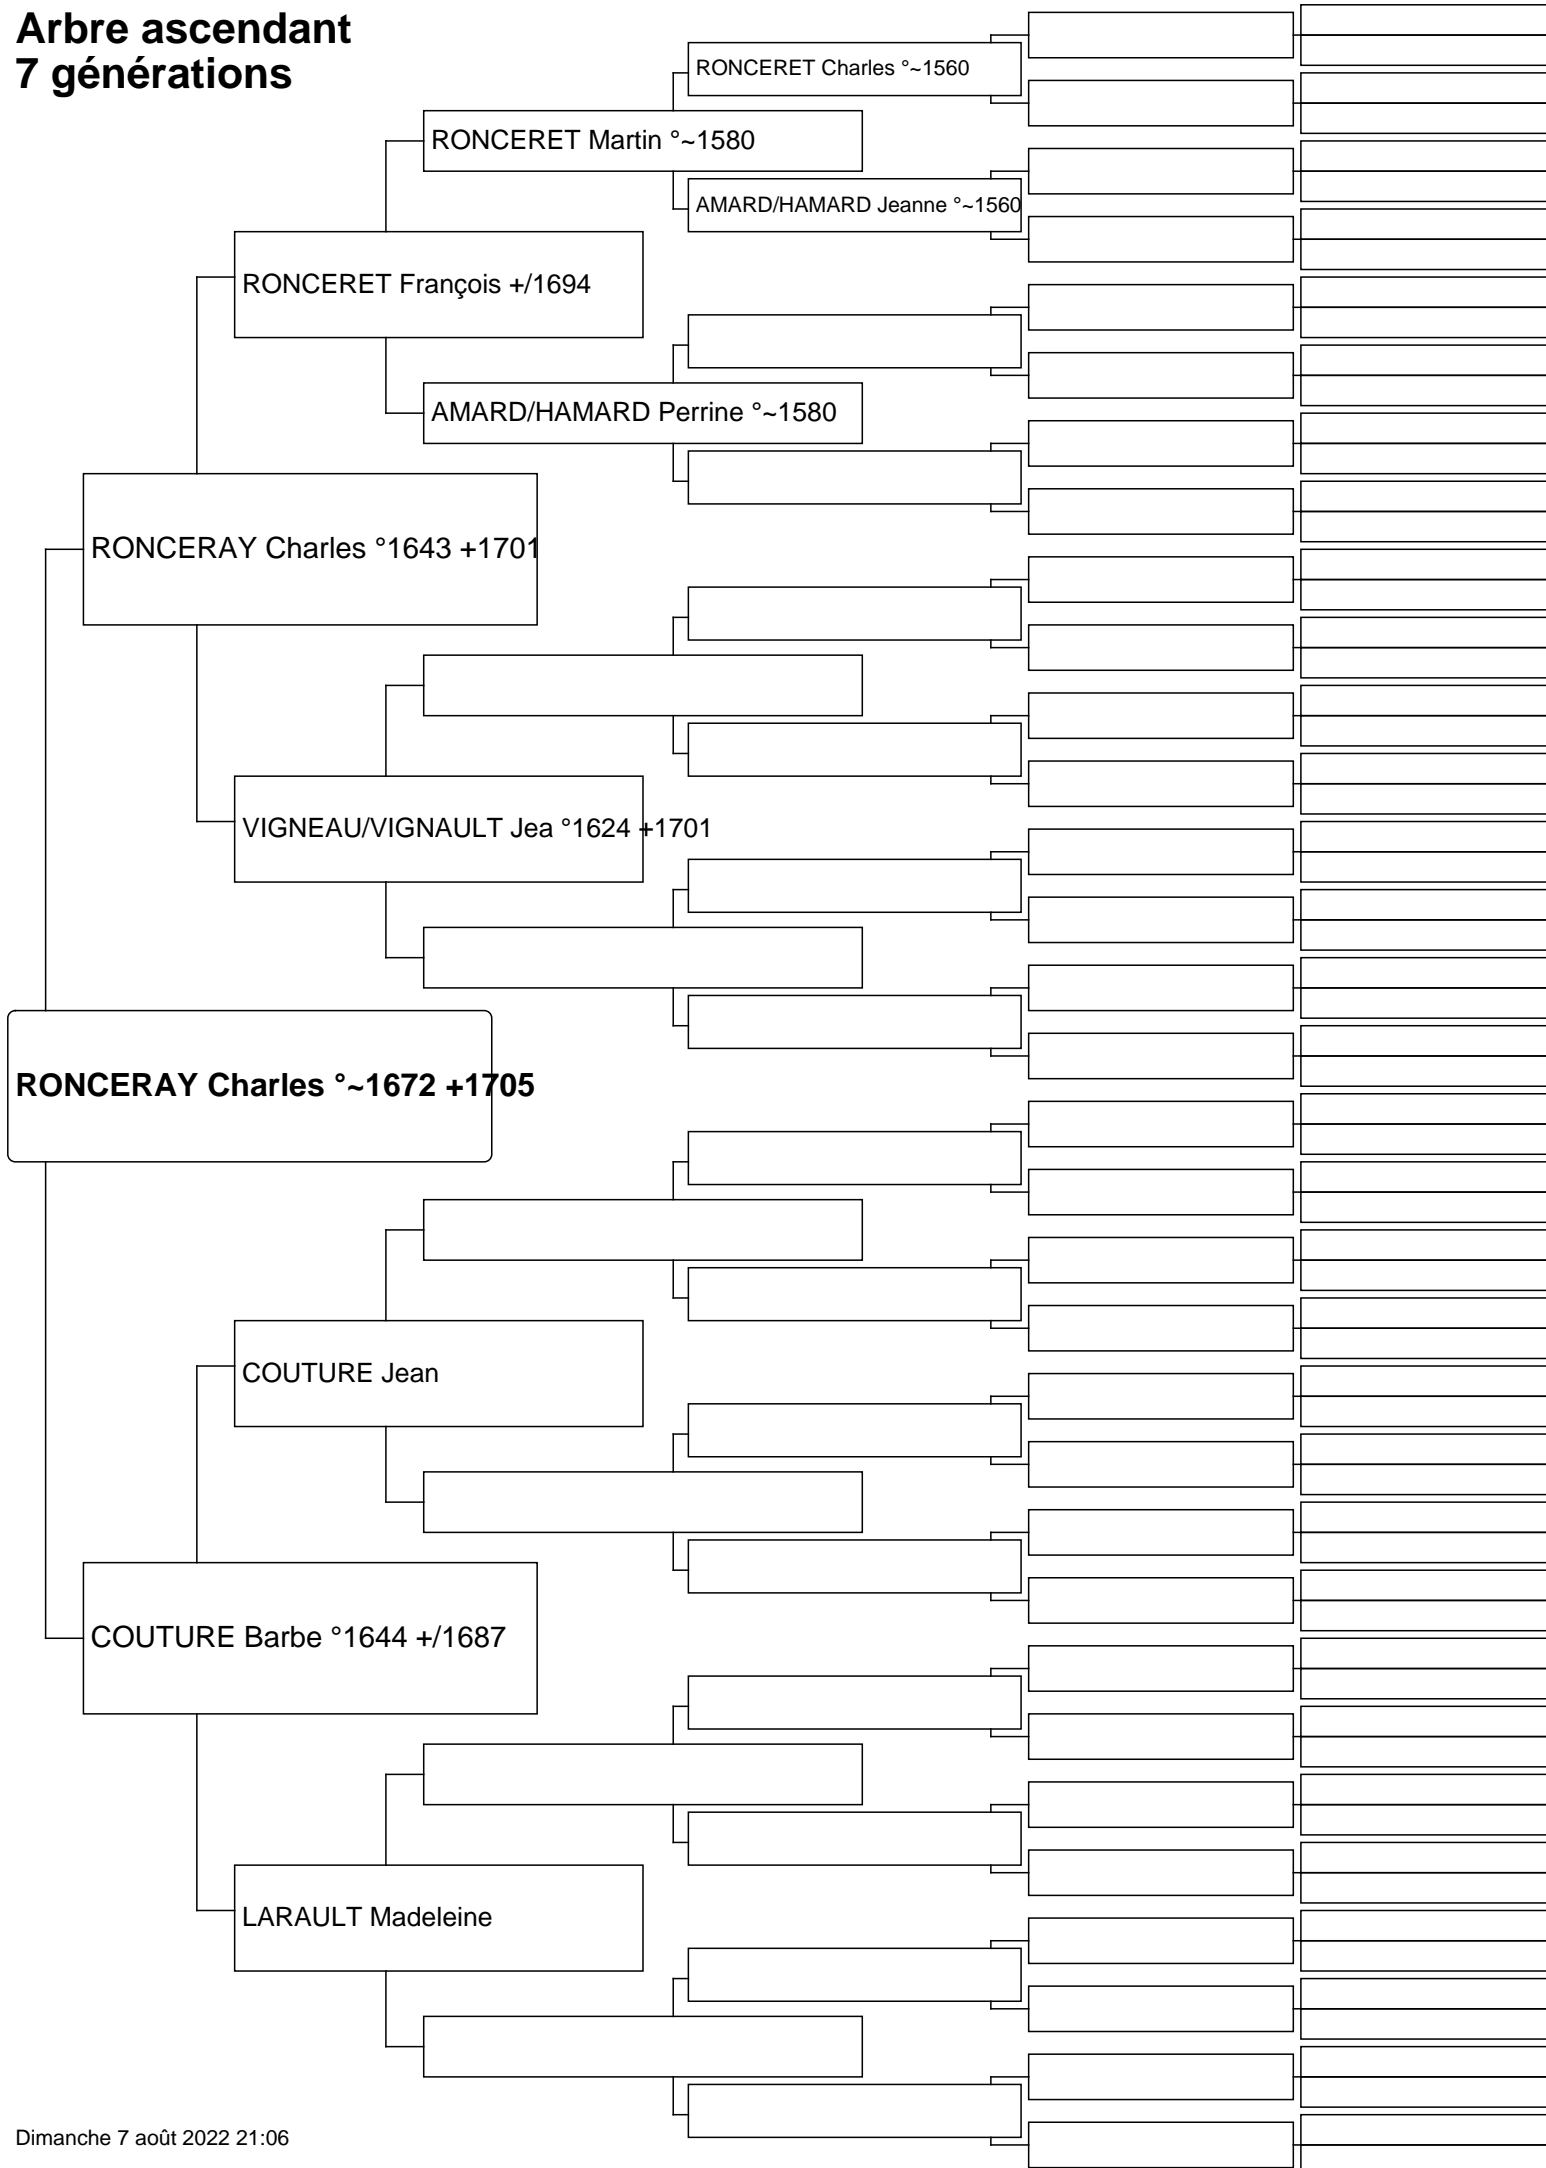 Arbre ascendant
7 générations
RONCERET Charles °~1560
RONCERET Martin °~1580
AMARD/HAMARD Jeanne °~1560
RONCERET François +/1694
AMARD/HAMARD Perrine °~1580
RONCERAY Charles °1643 +1701
VIGNEAU/VIGNAULT Jea °1624 +1701
RONCERAY Charles °~1672 +1705
COUTURE Jean
COUTURE Barbe °1644 +/1687
LARAULT Madeleine
Dimanche 7 août 2022 21:06